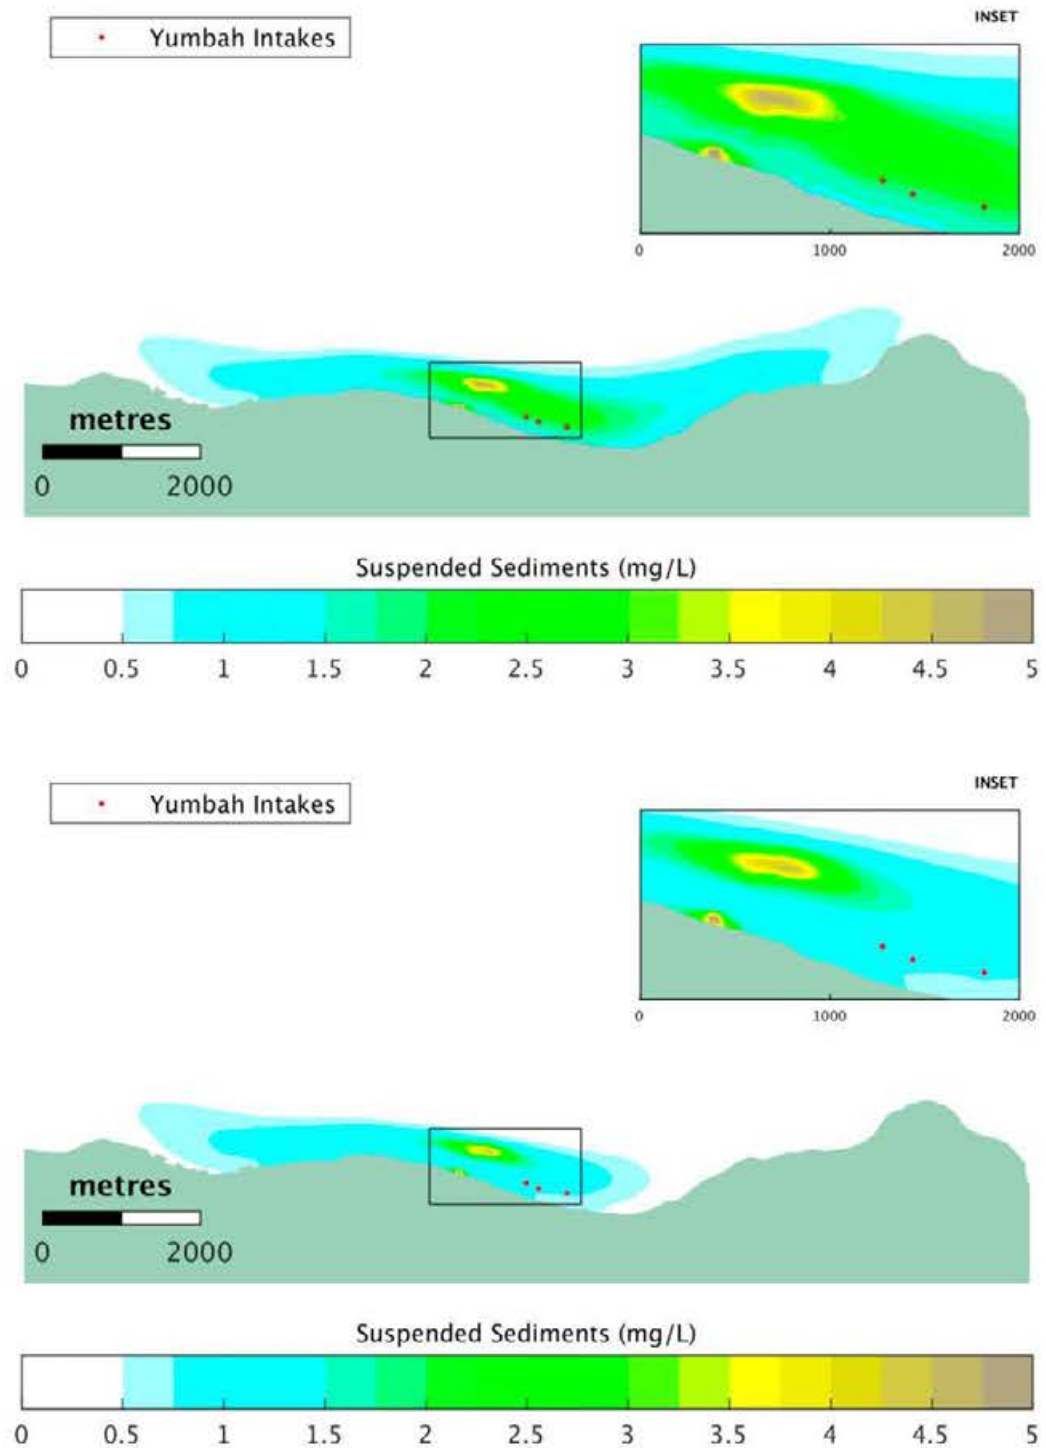 INSET
Yumbah Intakes
0 1000 2000
metres
0 2000
Suspended Sediments (mg/L)
0 0.5 1 1.5 2 2.5 3 3.5 4 4.5 5
INSET
Yumbah Intakes
0 1000 2000
metres
0 2000
Suspended Sediments (mg/L)
0 0.5 1 1.5 2 2.5 3 3.5 4 4.5 5